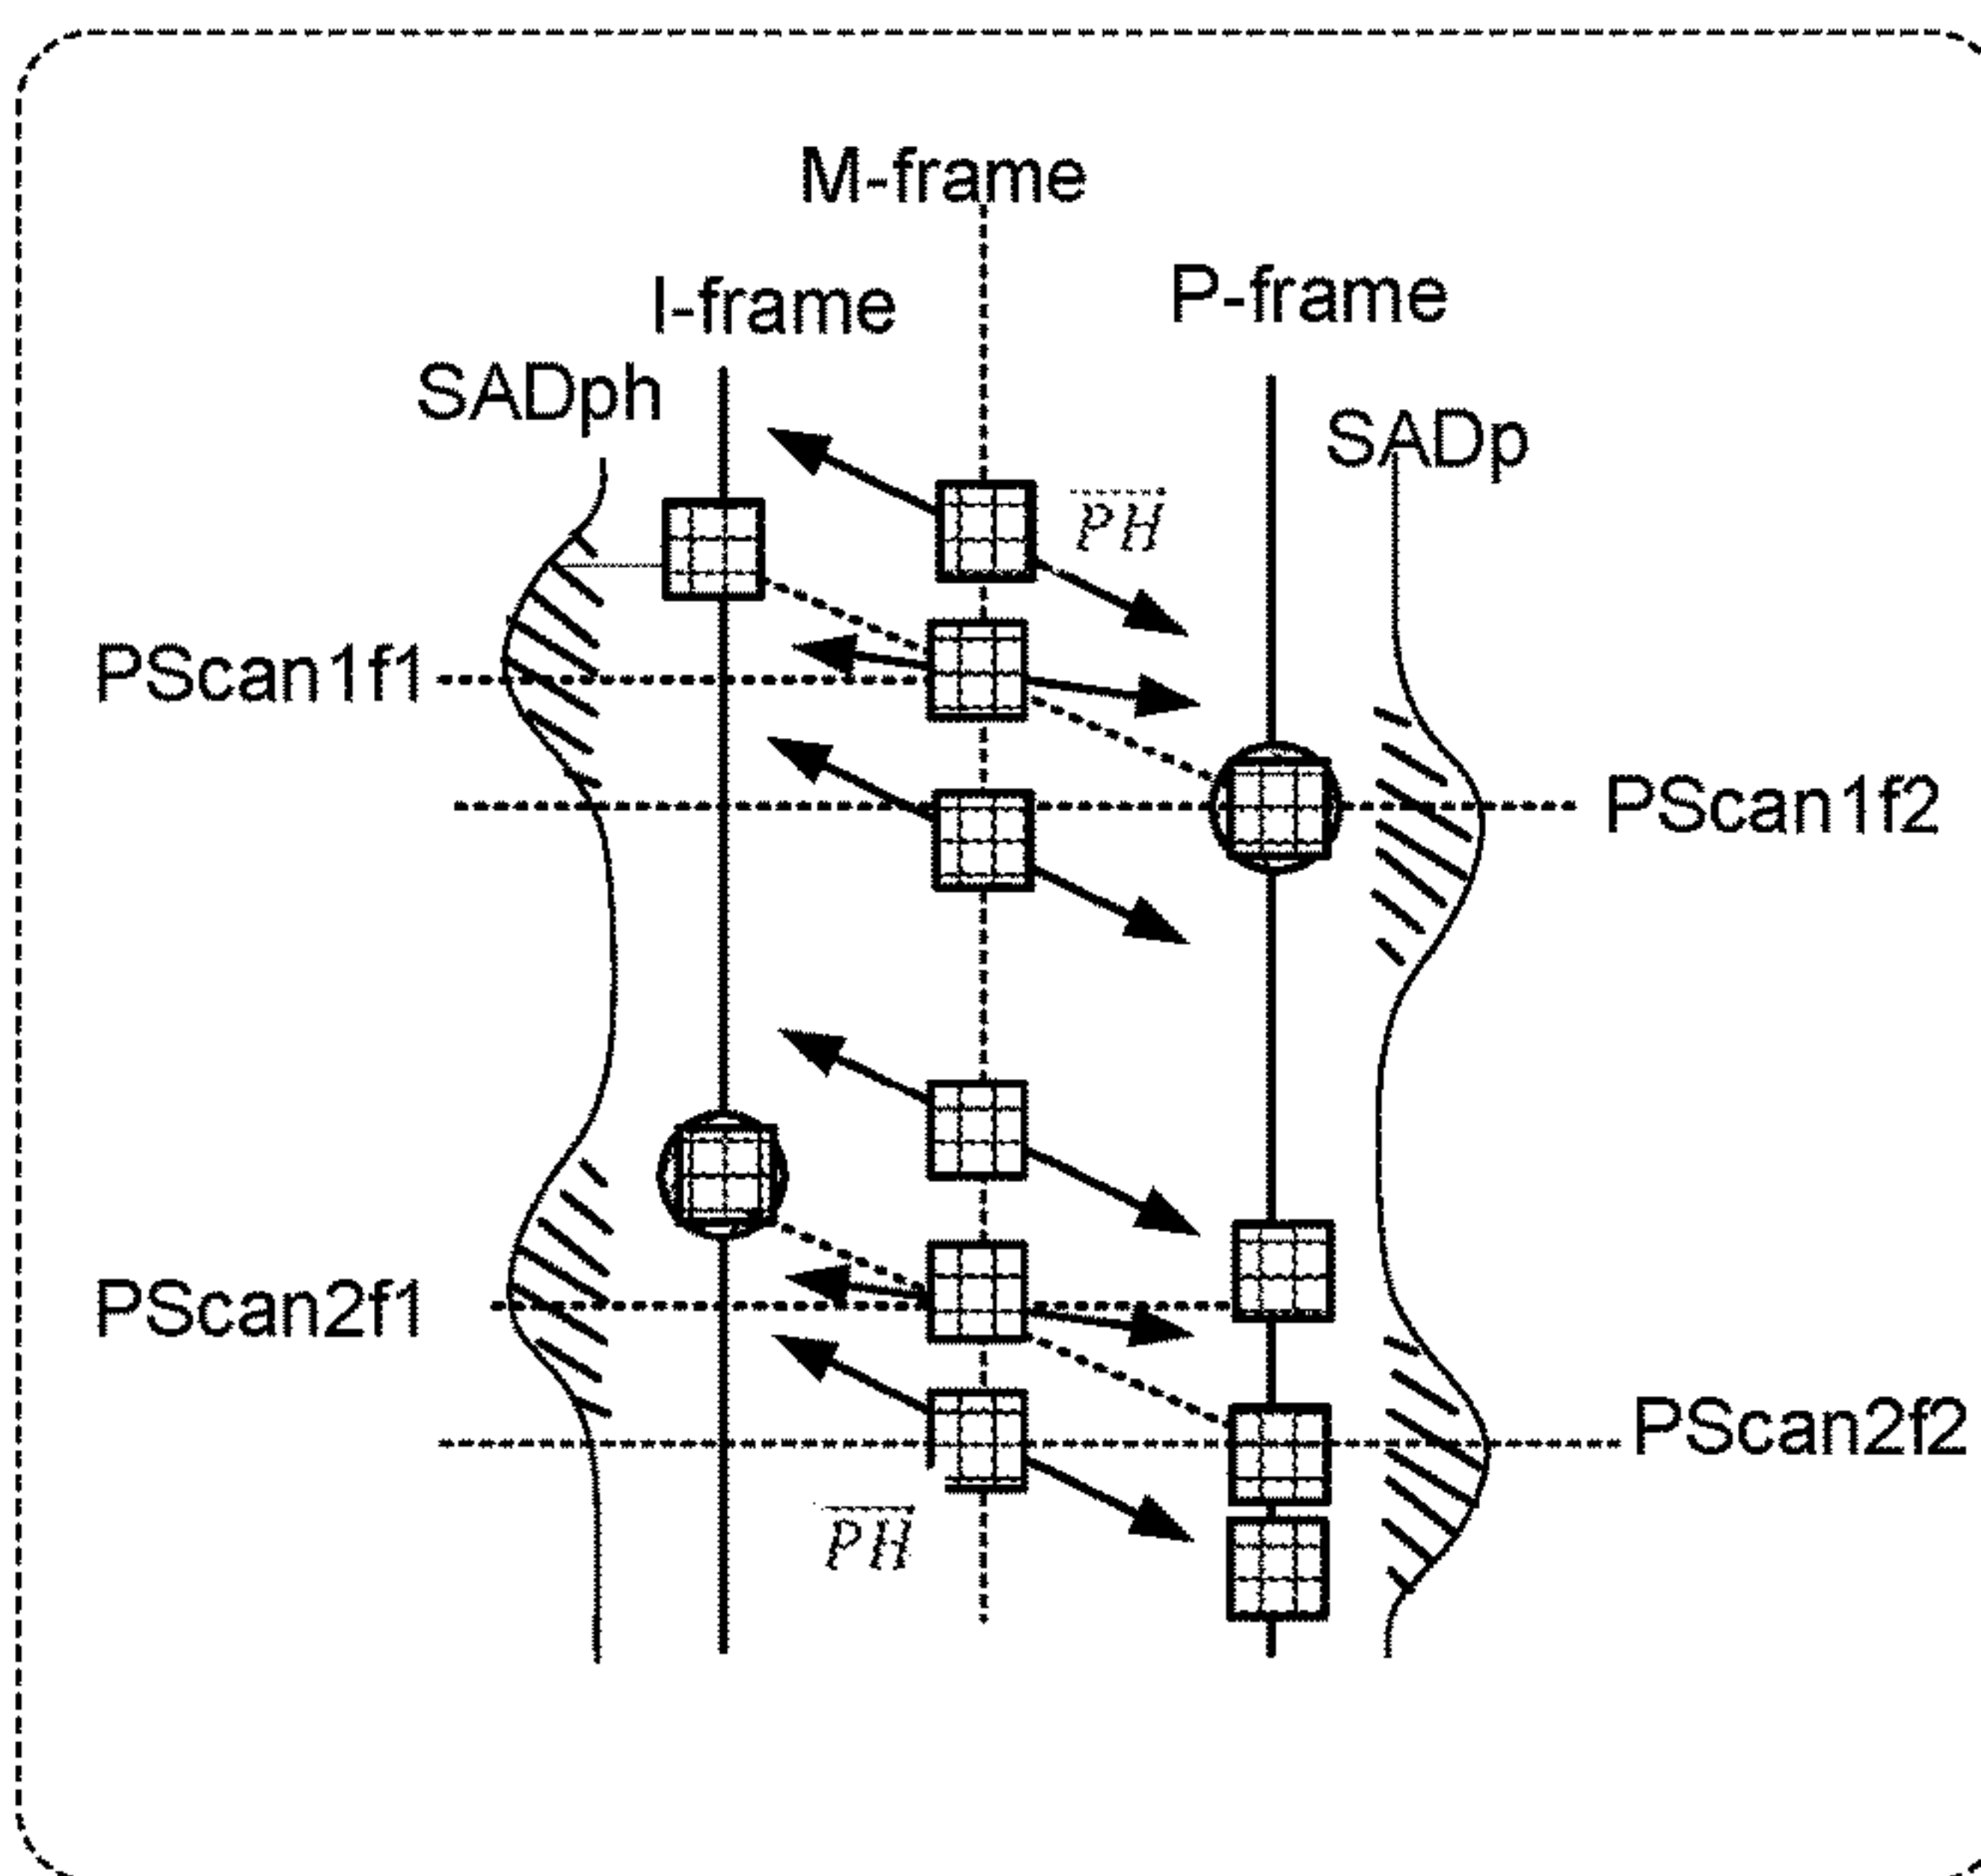 M-frame
I-frame
P-frame
SADph
SADp
PH
PScan1f1
PScan1f2
PScan2f1
PScan2f2
PH